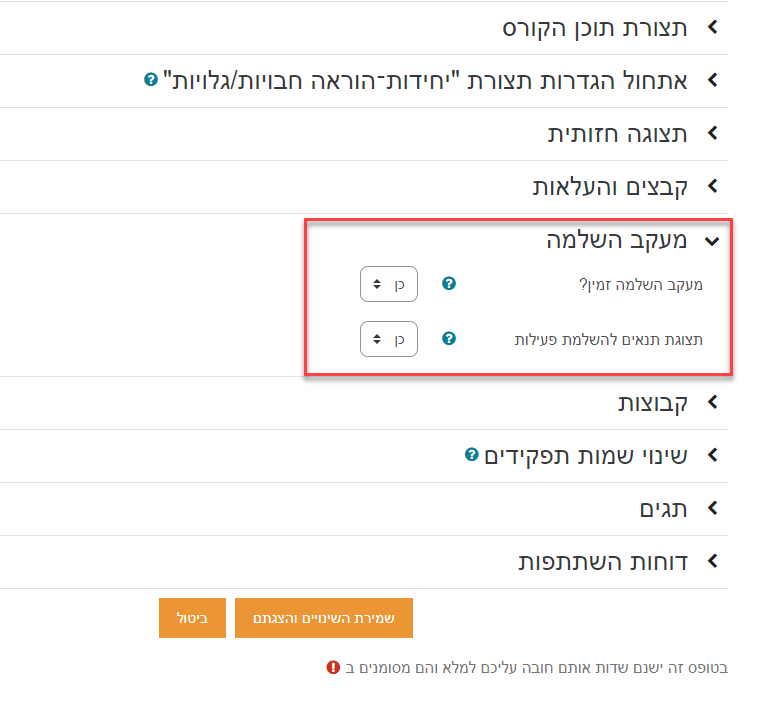 תצורת תוכן הקורס
אתחול הגדרות תצורת "יחידות־הוראה חבויות/גלויות"
תצוגה חזותית
קבצים והעלאות
מעקב השלמה
מעקב השלמה זמין? כן
תצוגת תנאים להשלמת פעילות כן
קבוצות
שינוי שמות תפקידים
תגים
דוחות השתתפות
שמירת השינויים והצגתם ביטול
בטופס זה ישנם שדות אותם חובה עליכם למלא והם מסומנים ב